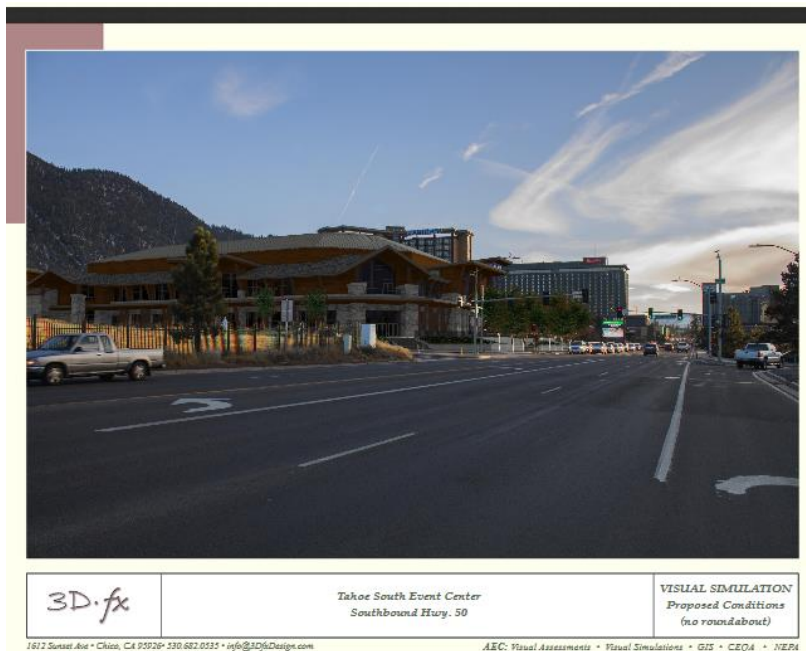 3D·fx
Tahoe South Event Center
Southbound Hwy. 50
VISUAL SIMULATION
Proposed Conditions
(no roundabout)
1612 Sunset Ave • Chico, CA 95926• 530.682.0535 • info@3DfxDesign.com
AEC: Visual Assessments • Visual Simulations • GIS • CEQA • NEPA